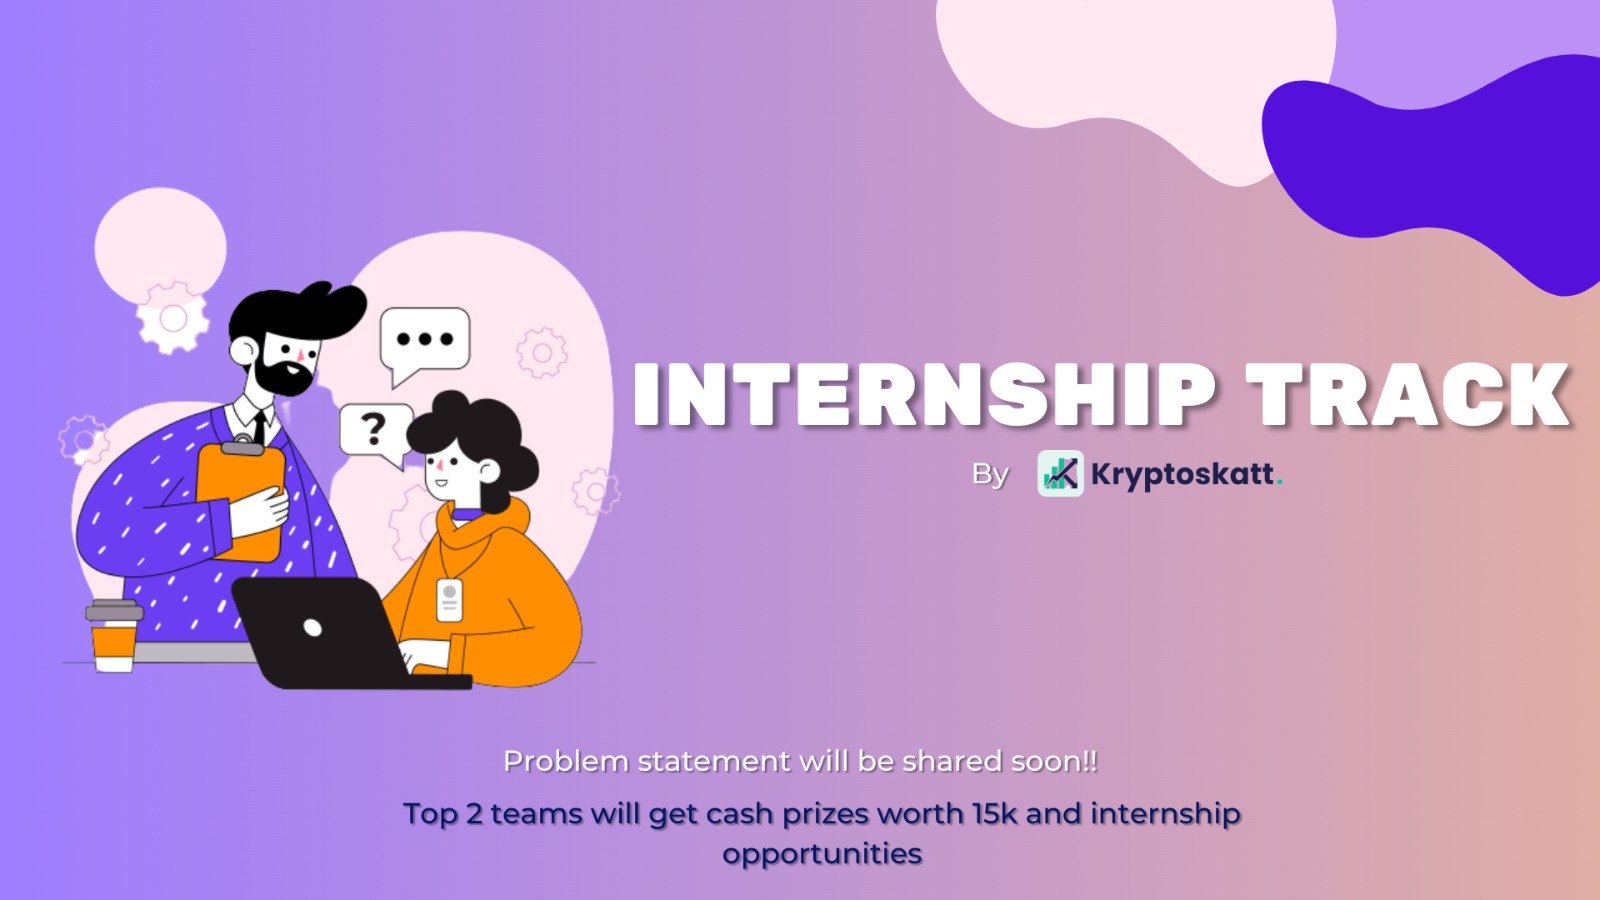 ...
?
INTERNSHIP TRACK
By Kryptoskatt.
Problem statement will be shared soon!!
Top 2 teams will get cash prizes worth 15k and internship
opportunities